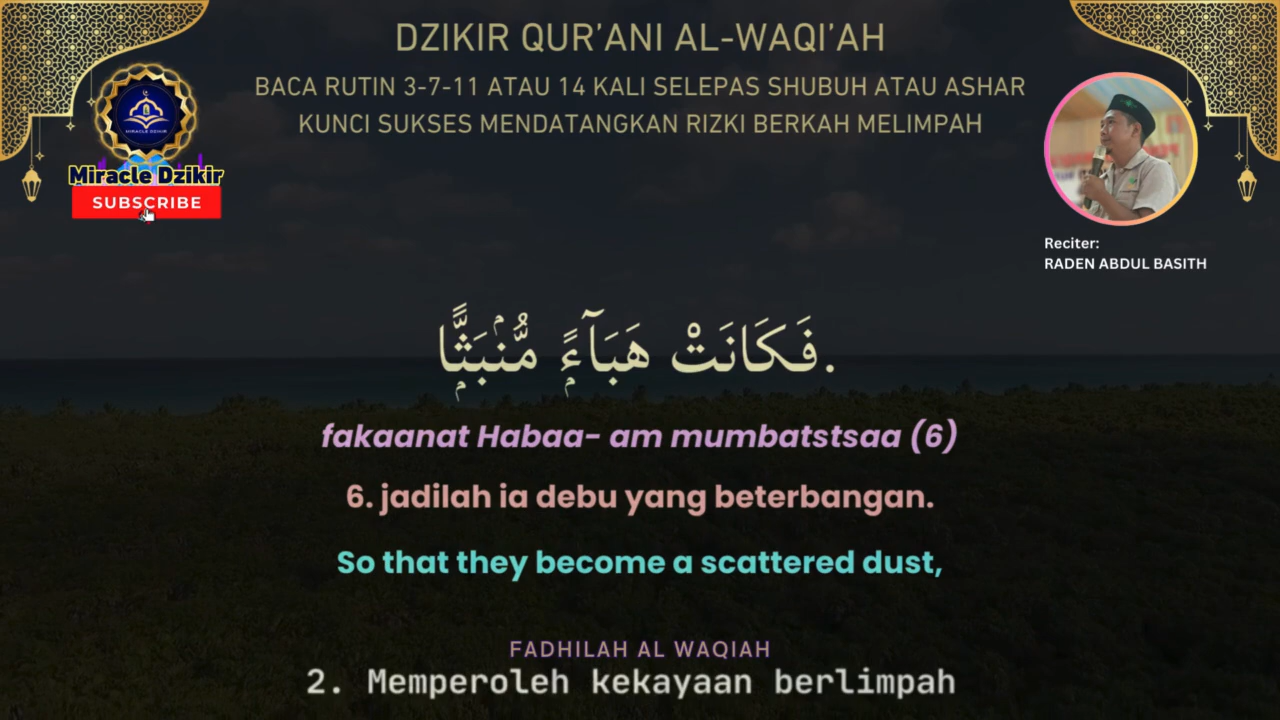 DZIKIR QUR'ANI AL-WAQI'AH
BACA RUTIN 3-7-11 ATAU 14 KALI SELEPAS SHUBUH ATAU ASHAR
KUNCI SUKSES MENDATANGKAN RIZKI BERKAH MELIMPAH
MIRACLE DZIKIR
Miracle Dzikir
SUBSCRIBE
Reciter:
RADEN ABDUL BASITH
فَكَانَتْ هَبَآءًۭ مُّنۢبَثًّۭا.
fakaanat Habaa- am mumbatstsaa (6)
6. jadilah ia debu yang beterbangan.
So that they become a scattered dust,
FADHILAH AL WAQIAH
2. Memperoleh kekayaan berlimpah